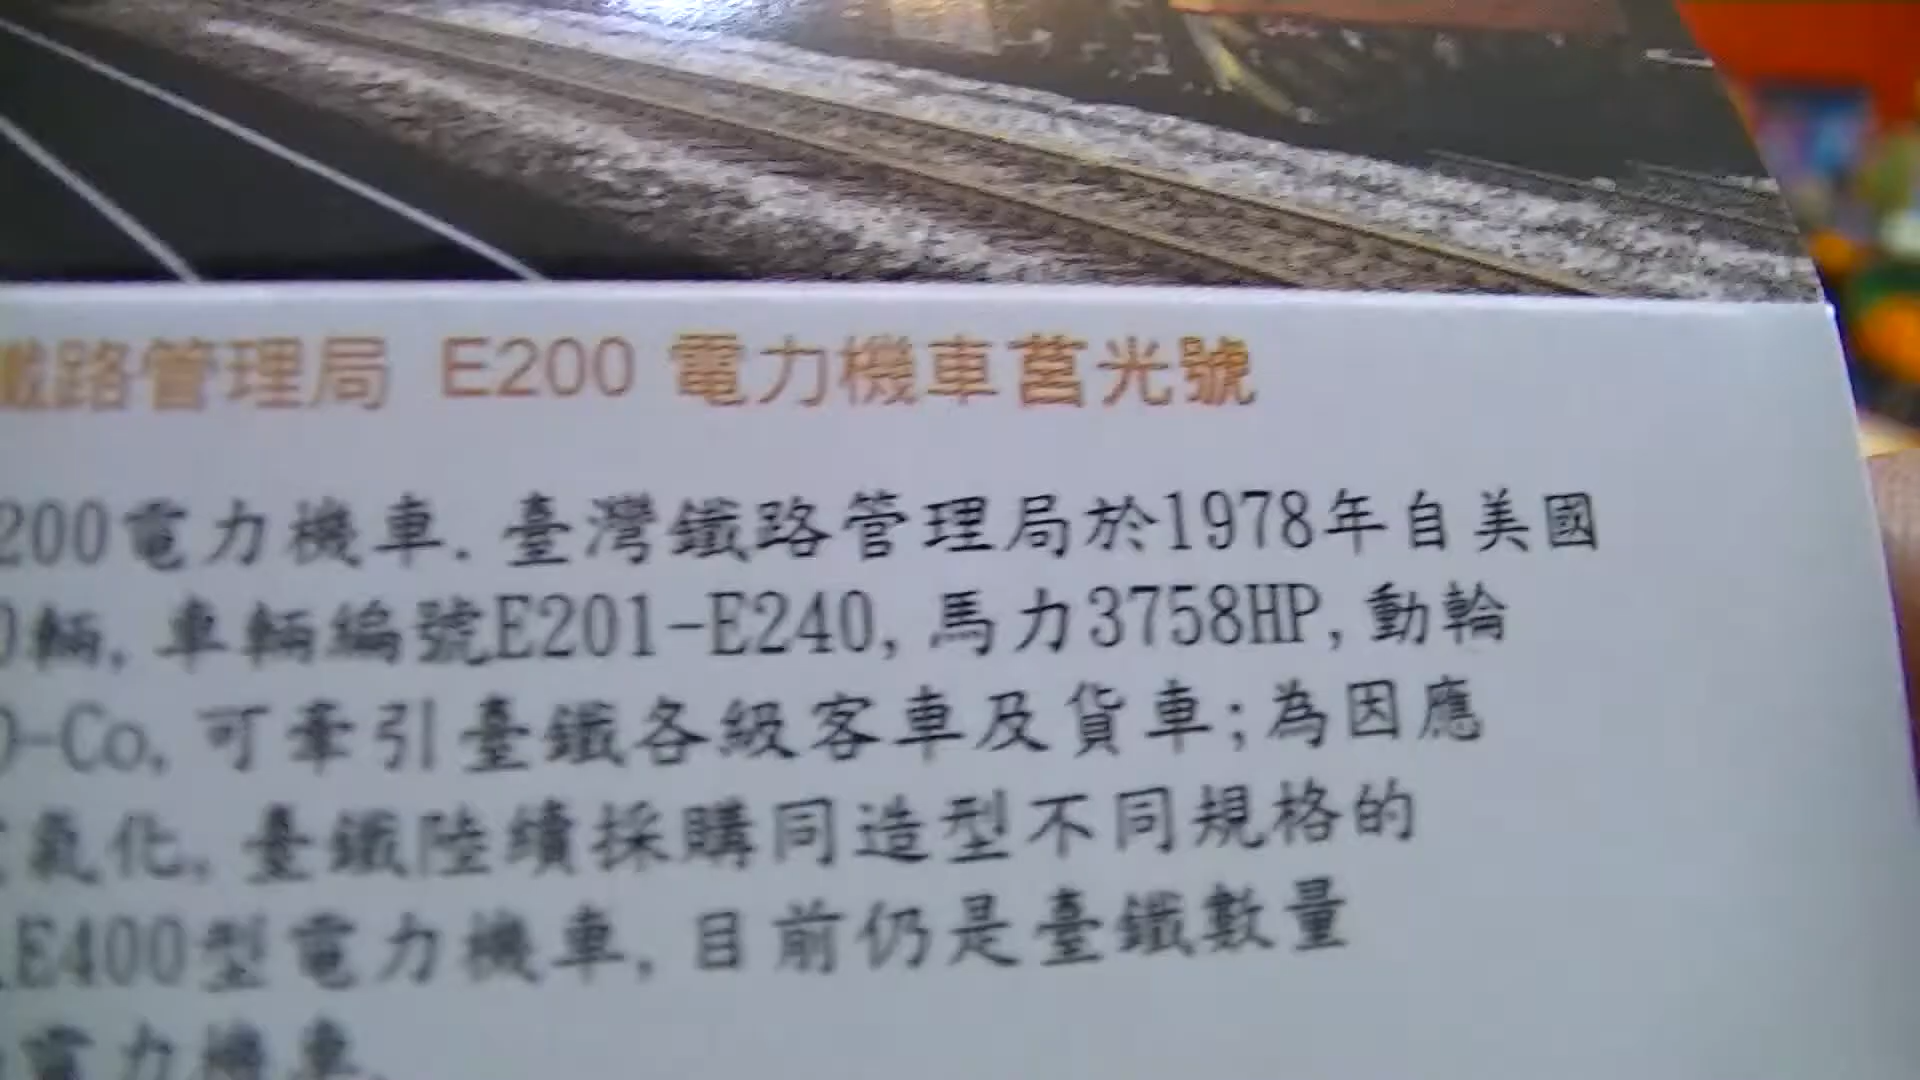 鐵路管理局 E200 電力機車莒光號
200電力機車.臺灣鐵路管理局於1978年自美國
0輛,車輛編號E201-E240,馬力3758HP,動輪
-Co,可牽引臺鐵各級客車及貨車;為因應
氣化,臺鐵陸續採購同造型不同規格的
E400型電力機車,目前仍是臺鐵數量
電力機車.